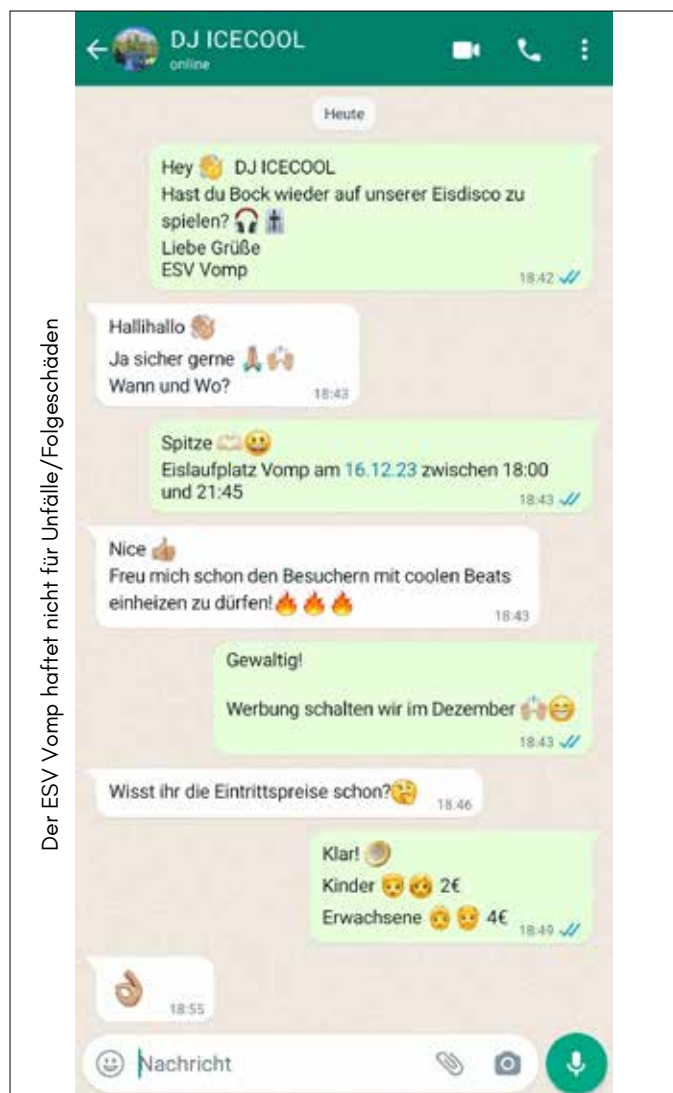 DJ ICECOOL
online
Heute
Hey 👋 DJ ICECOOL
Hast du Bock wieder auf unserer Eisdisco zu
spielen? 🎧 🎚
Liebe Grüße
ESV Vomp
18:42
Hallihallo 👋🏼
Ja sicher gerne 🙏🏼 🙌🏼
Wann und Wo?
18:43
Spitze 🫶🏼😀
Eislaufplatz Vomp am 16.12.23 zwischen 18:00
und 21:45
18:43
Nice 👍🏼
Freu mich schon den Besuchern mit coolen Beats
einheizen zu dürfen!🔥🔥🔥
18:43
Gewaltig!
Werbung schalten wir im Dezember 🙌🏼😄
18:43
Wisst ihr die Eintrittspreise schon?🤔
18:46
Klar! 🪙
Kinder 👦 👧 2€
Erwachsene 👵 👴 4€
18:49
👌🏼
18:55
Nachricht
Der ESV Vomp haftet nicht für Unfälle/Folgeschäden